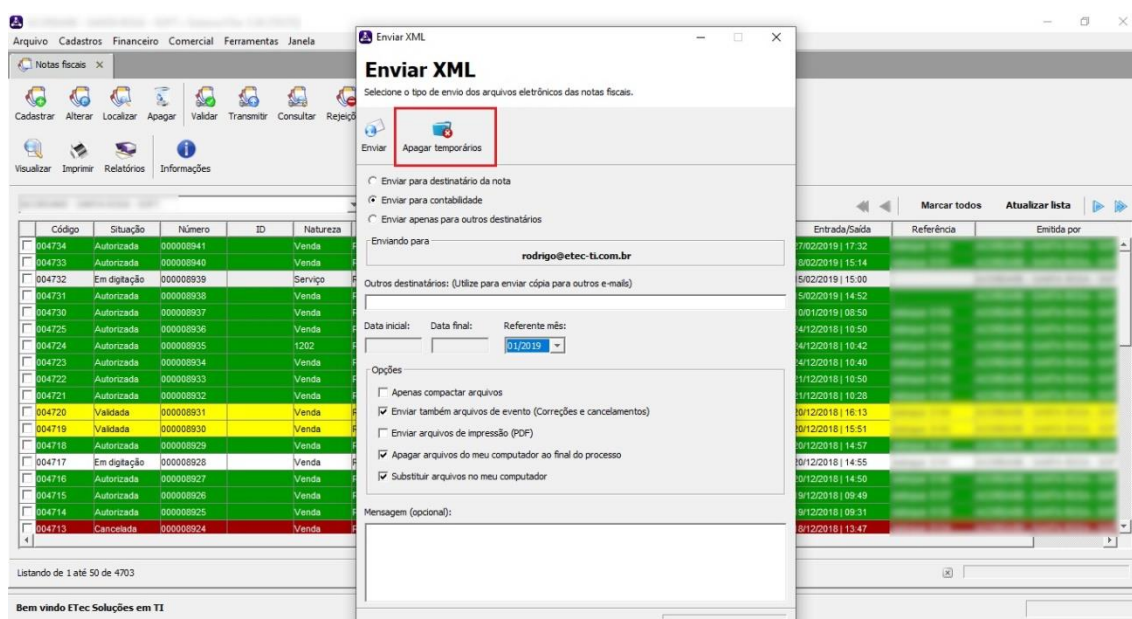 Arquivo Cadastros Financeiro Comercial Ferramentas Janela
Notas fiscais
Cadastrar Alterar Localizar Apagar Validar Transmitir Consultar Rejeiçõ
Visualizar Imprimir Relatórios Informações
Enviar XML
Enviar XML
Selecione o tipo de envio dos arquivos eletrônicos das notas fiscais.
Enviar Apagar temporários
Enviar para destinatário da nota
Enviar para contabilidade
Enviar apenas para outros destinatários
Enviando para
rodrigo@etec-ti.com.br
Outros destinatários: (Utilize para enviar cópia para outros e-mails)
Data inicial: Data final: Referente mês:
01/2019
Opções
Apenas compactar arquivos
Enviar também arquivos de evento (Correções e cancelamentos)
Enviar arquivos de impressão (PDF)
Apagar arquivos do meu computador ao final do processo
Substituir arquivos no meu computador
Mensagem (opcional):
Marcar todos Atualizar lista
Código Situação Número ID Natureza Entrada/Saída Referência Emitida por
004734 Autorizada 000008941 Venda 7/02/2019 | 17:32
004733 Autorizada 000008940 Venda 8/02/2019 | 15:14
004732 Em digitação 000008939 Serviço 5/02/2019 | 15:00
004731 Autorizada 000008938 Venda 5/02/2019 | 14:52
004730 Autorizada 000008937 Venda 0/01/2019 | 08:50
004725 Autorizada 000008936 Venda 4/12/2018 | 10:50
004724 Autorizada 000008935 1202 4/12/2018 | 10:42
004723 Autorizada 000008934 Venda 4/12/2018 | 10:40
004722 Autorizada 000008933 Venda 1/12/2018 | 10:50
004721 Autorizada 000008932 Venda 1/12/2018 | 10:28
004720 Validada 000008931 Venda 0/12/2018 | 16:13
004719 Validada 000008930 Venda 0/12/2018 | 15:51
004718 Autorizada 000008929 Venda 0/12/2018 | 14:57
004717 Em digitação 000008928 Venda 0/12/2018 | 14:55
004716 Autorizada 000008927 Venda 0/12/2018 | 14:50
004715 Autorizada 000008926 Venda 9/12/2018 | 09:49
004714 Autorizada 000008925 Venda 9/12/2018 | 09:31
004713 Cancelada 000008924 Venda 8/12/2018 | 13:47
Listando de 1 até 50 de 4703
Bem vindo ETec Soluções em TI